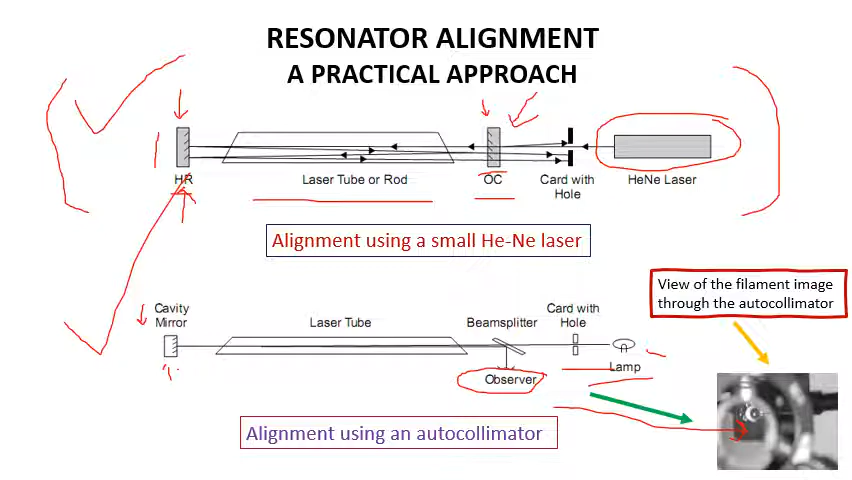 RESONATOR ALIGNMENT
A PRACTICAL APPROACH
HR
Laser Tube or Rod
OC
Card with
Hole
HeNe Laser
Alignment using a small He-Ne laser
View of the filament image
through the autocollimator
Cavity
Mirror
Laser Tube
Beamsplitter
Card with
Hole
Lamp
Observer
Alignment using an autocollimator